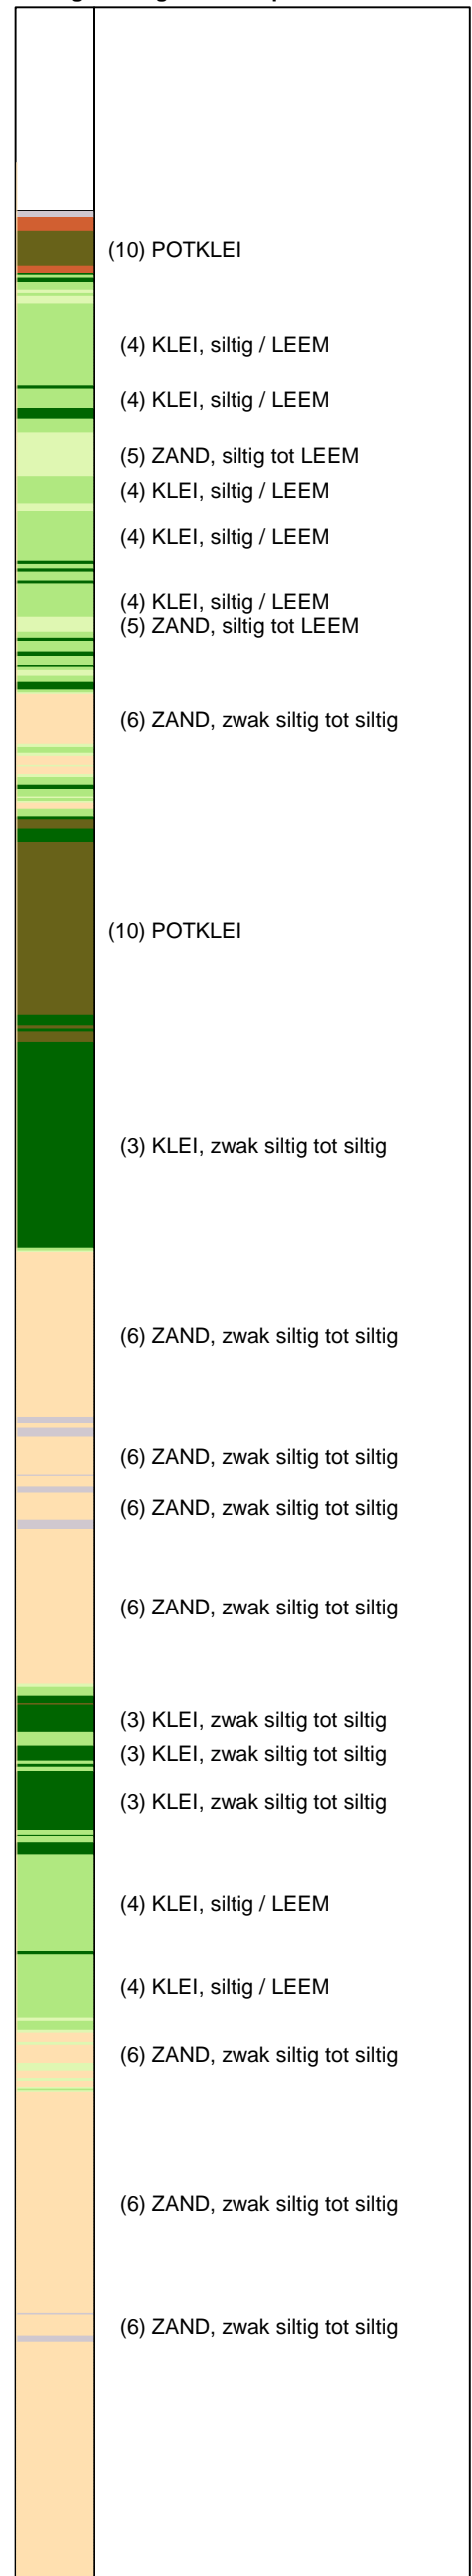 (10) POTKLEI
(4) KLEI, siltig / LEEM
(4) KLEI, siltig / LEEM
(5) ZAND, siltig tot LEEM
(4) KLEI, siltig / LEEM
(4) KLEI, siltig / LEEM
(4) KLEI, siltig / LEEM
(5) ZAND, siltig tot LEEM
(6) ZAND, zwak siltig tot siltig
(10) POTKLEI
(3) KLEI, zwak siltig tot siltig
(6) ZAND, zwak siltig tot siltig
(6) ZAND, zwak siltig tot siltig
(6) ZAND, zwak siltig tot siltig
(6) ZAND, zwak siltig tot siltig
(3) KLEI, zwak siltig tot siltig
(3) KLEI, zwak siltig tot siltig
(3) KLEI, zwak siltig tot siltig
(4) KLEI, siltig / LEEM
(4) KLEI, siltig / LEEM
(6) ZAND, zwak siltig tot siltig
(6) ZAND, zwak siltig tot siltig
(6) ZAND, zwak siltig tot siltig